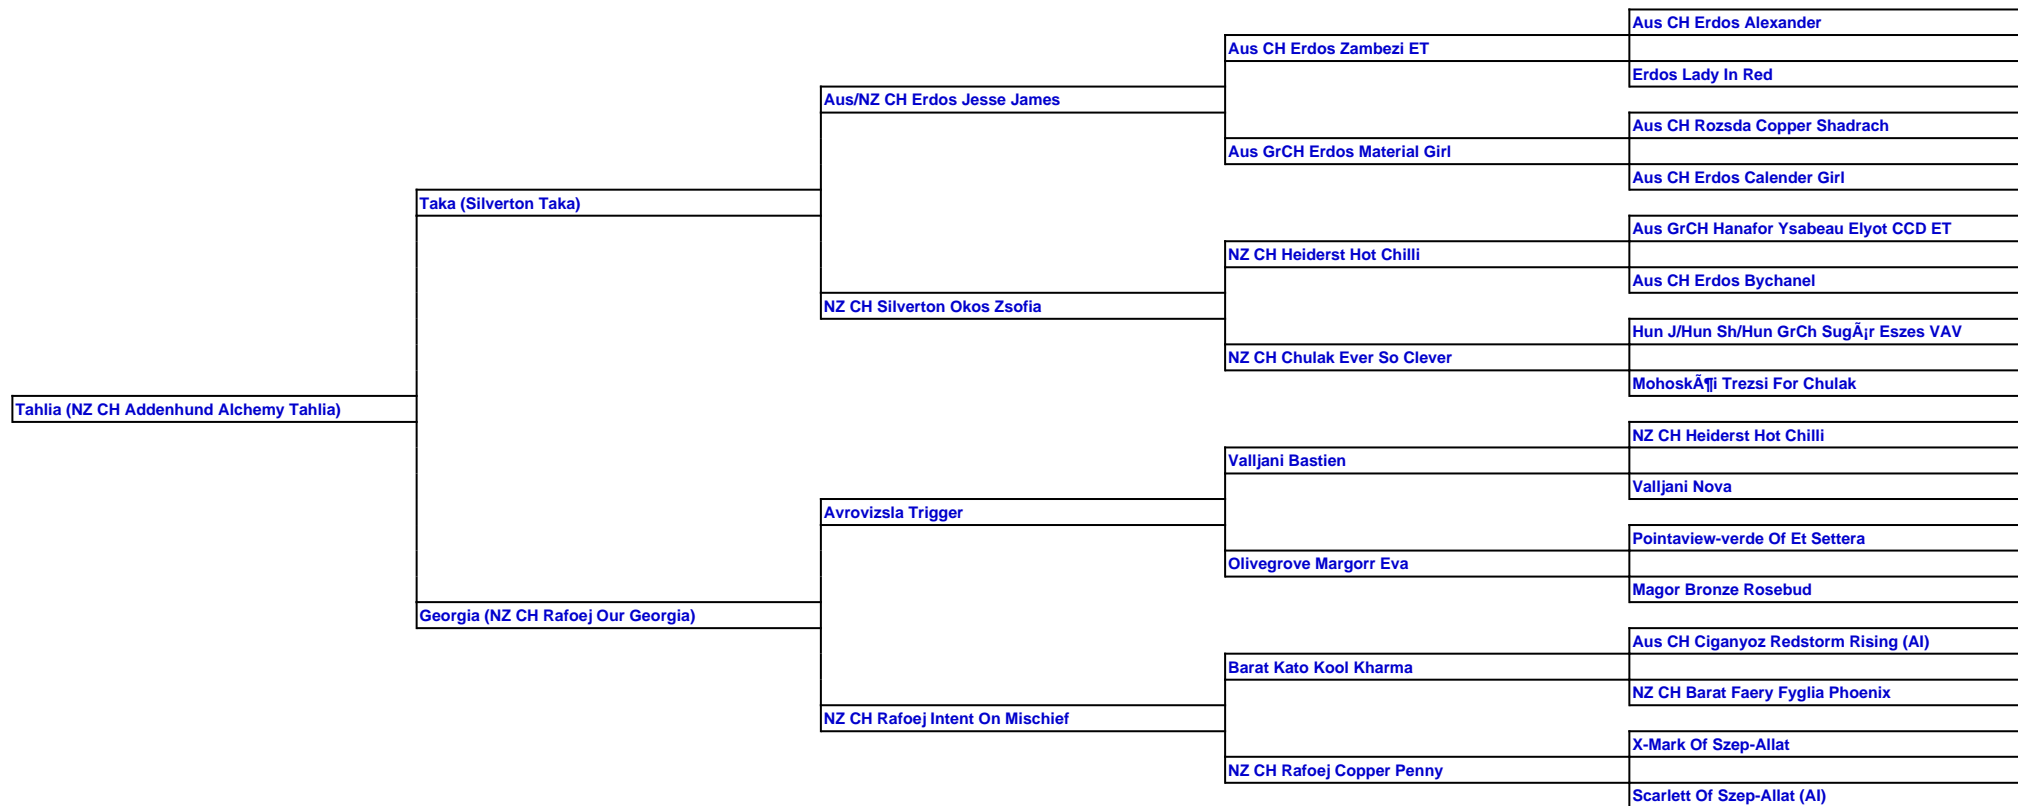 Aus CH Erdos Alexander
Aus CH Erdos Zambezi ET
Erdos Lady In Red
Aus/NZ CH Erdos Jesse James
Aus CH Rozsda Copper Shadrach
Aus GrCH Erdos Material Girl
Aus CH Erdos Calender Girl
Taka (Silverton Taka)
Aus GrCH Hanafor Ysabeau Elyot CCD ET
NZ CH Heiderst Hot Chilli
Aus CH Erdos Bychanel
NZ CH Silverton Okos Zsofia
Hun J/Hun Sh/Hun GrCh SugÃ¡r Eszes VAV
NZ CH Chulak Ever So Clever
MohoskÃ¶i Trezsi For Chulak
Tahlia (NZ CH Addenhund Alchemy Tahlia)
NZ CH Heiderst Hot Chilli
Valljani Bastien
Valljani Nova
Avrovizsla Trigger
Pointaview-verde Of Et Settera
Olivegrove Margorr Eva
Magor Bronze Rosebud
Georgia (NZ CH Rafoej Our Georgia)
Aus CH Ciganyoz Redstorm Rising (AI)
Barat Kato Kool Kharma
NZ CH Barat Faery Fyglia Phoenix
NZ CH Rafoej Intent On Mischief
X-Mark Of Szep-Allat
NZ CH Rafoej Copper Penny
Scarlett Of Szep-Allat (AI)